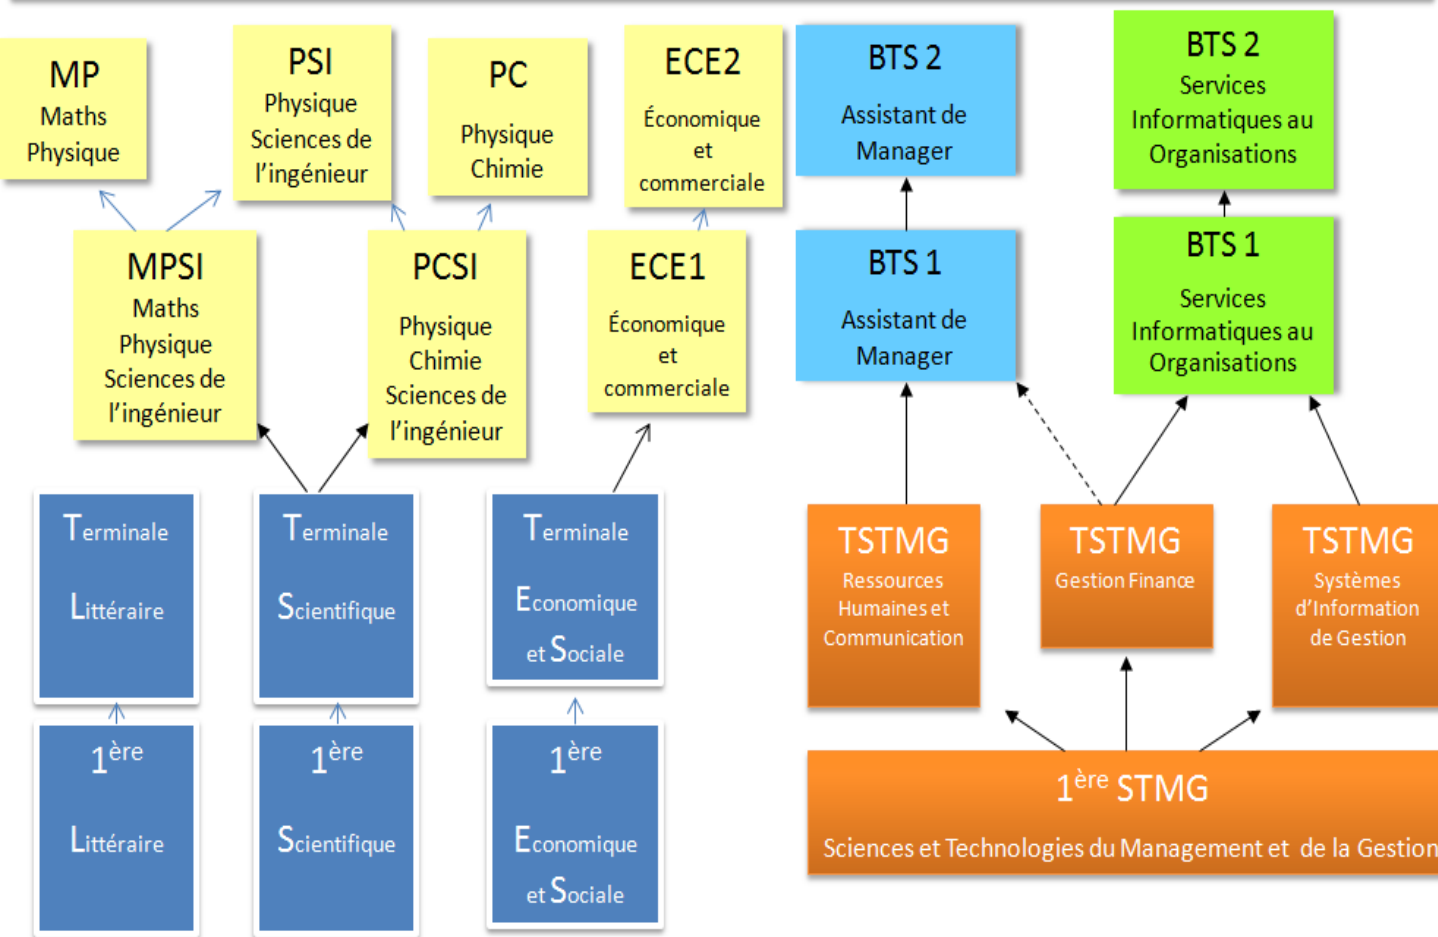 MP
Maths
Physique
PSI
Physique
Sciences de
l'ingénieur
PC
Physique
Chimie
ECE2
Économique
et
commerciale
BTS 2
Assistant de
Manager
BTS 2
Services
Informatiques au
Organisations
MPSI
Maths
Physique
Sciences de
l'ingénieur
PCSI
Physique
Chimie
Sciences de
l'ingénieur
ECE1
Économique
et
commerciale
BTS 1
Assistant de
Manager
BTS 1
Services
Informatiques au
Organisations
Terminale
Littéraire
Terminale
Scientifique
Terminale
Economique
et Sociale
TSTMG
Ressources
Humaines et
Communication
TSTMG
Gestion Finance
TSTMG
Systèmes
d'Information
de Gestion
1ère
Littéraire
1ère
Scientifique
1ère
Economique
et Sociale
1ère STMG
Sciences et Technologies du Management et de la Gestion